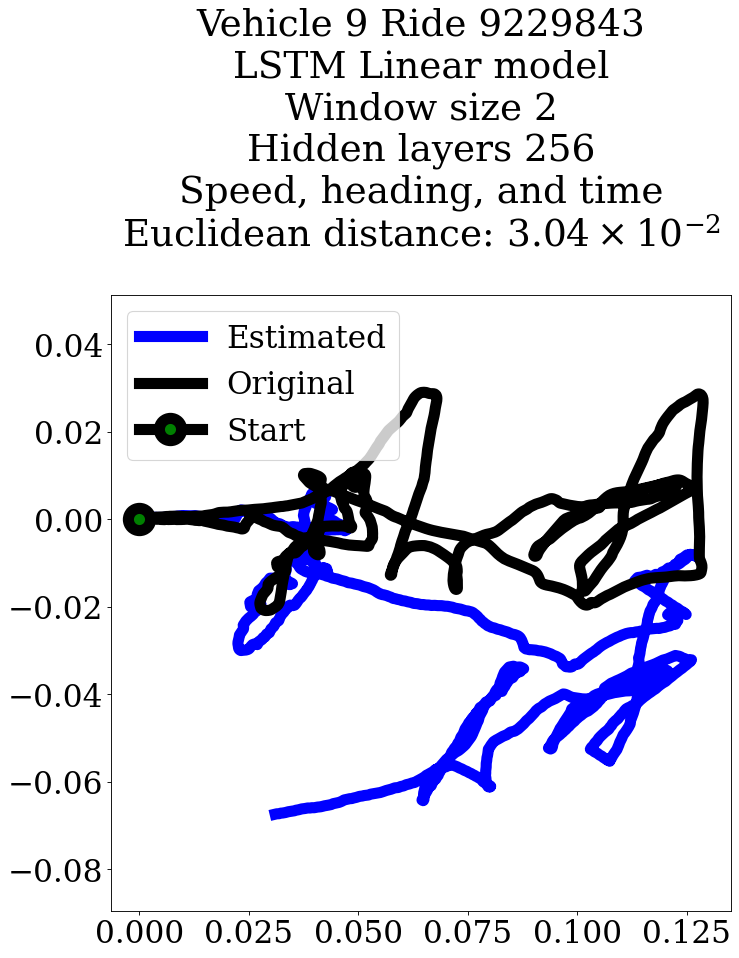 Vehicle 9 Ride 9229843
LSTM Linear model
Window size 2
Hidden layers 256
Speed, heading, and time
Euclidean distance: 3.04 × 10⁻²
Estimated
Original
Start
0.04
0.02
0.00
−0.02
−0.04
−0.06
−0.08
0.000 0.025 0.050 0.075 0.100 0.125